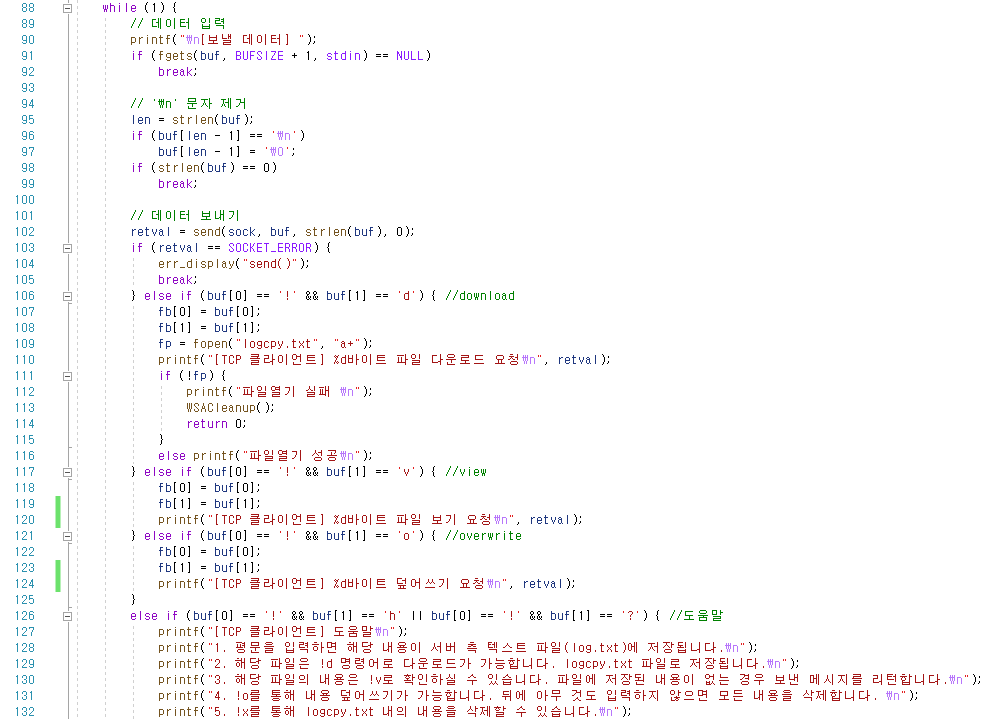 88 while (1) {
89 // 데이터 입력
90 printf("₩n[보낼 데이터] ");
91 if (fgets(buf, BUFSIZE + 1, stdin) == NULL)
92 break;
93
94 // '₩n' 문자 제거
95 len = strlen(buf);
96 if (buf[len - 1] == '₩n')
97 buf[len - 1] = '₩0';
98 if (strlen(buf) == 0)
99 break;
100
101 // 데이터 보내기
102 retval = send(sock, buf, strlen(buf), 0);
103 if (retval == SOCKET_ERROR) {
104 err_display("send()");
105 break;
106 } else if (buf[0] == '!' && buf[1] == 'd') { //download
107 fb[0] = buf[0];
108 fb[1] = buf[1];
109 fp = fopen("logcpy.txt", "a+");
110 printf("[TCP 클라이언트] %d바이트 파일 다운로드 요청₩n", retval);
111 if (!fp) {
112 printf("파일열기 실패 ₩n");
113 WSACleanup();
114 return 0;
115 }
116 else printf("파일열기 성공₩n");
117 } else if (buf[0] == '!' && buf[1] == 'v') { //view
118 fb[0] = buf[0];
119 fb[1] = buf[1];
120 printf("[TCP 클라이언트] %d바이트 파일 보기 요청₩n", retval);
121 } else if (buf[0] == '!' && buf[1] == 'o') { //overwrite
122 fb[0] = buf[0];
123 fb[1] = buf[1];
124 printf("[TCP 클라이언트] %d바이트 덮어쓰기 요청₩n", retval);
125 }
126 else if (buf[0] == '!' && buf[1] == 'h' || buf[0] == '!' && buf[1] == '?') { //도움말
127 printf("[TCP 클라이언트] 도움말₩n");
128 printf("1. 평문을 입력하면 해당 내용이 서버 측 텍스트 파일(log.txt)에 저장됩니다.₩n");
129 printf("2. 해당 파일은 !d 명령어로 다운로드가 가능합니다. logcpy.txt 파일로 저장됩니다.₩n");
130 printf("3. 해당 파일의 내용은 !v로 확인하실 수 있습니다. 파일에 저장된 내용이 없는 경우 보낸 메시지를 리턴합니다.₩n");
131 printf("4. !o를 통해 내용 덮어쓰기가 가능합니다. 뒤에 아무 것도 입력하지 않으면 모든 내용을 삭제합니다. ₩n");
132 printf("5. !x를 통해 logcpy.txt 내의 내용을 삭제할 수 있습니다.₩n");